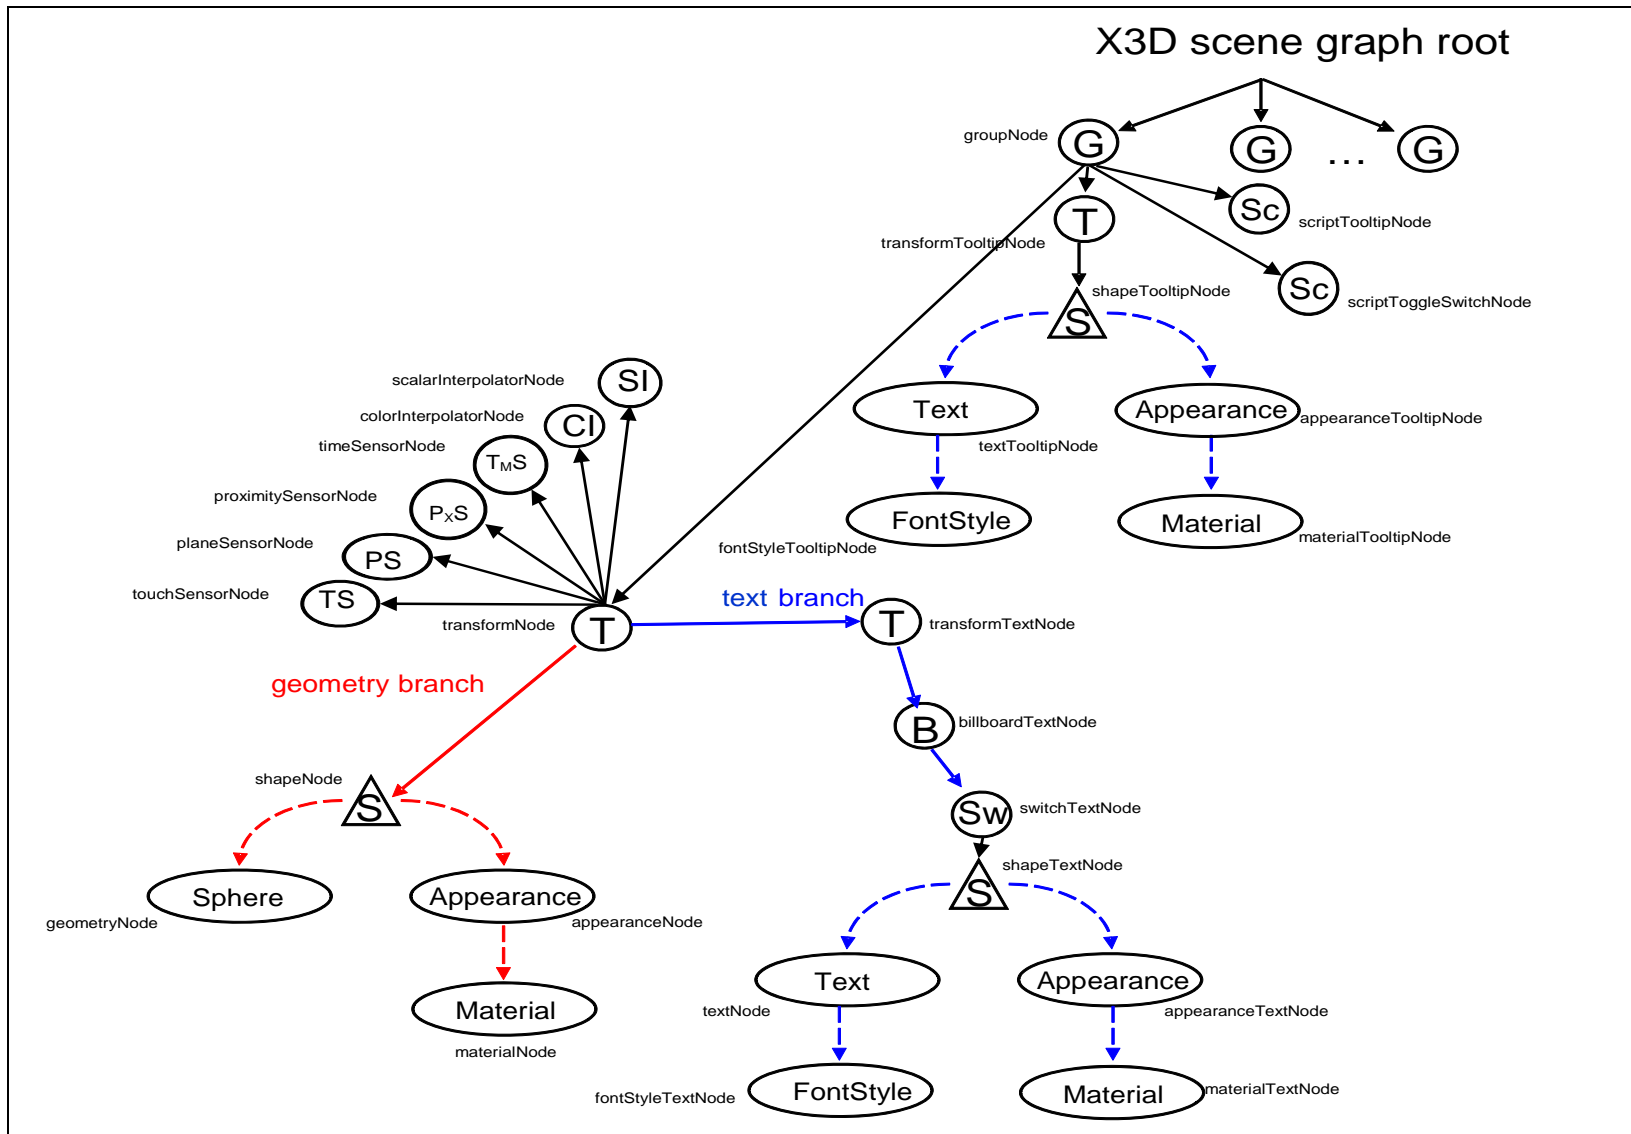 X3D scene graph root
groupNode
G
G
...
G
T
transformTooltipNode
Sc
scriptTooltipNode
Sc
scriptToggleSwitchNode
shapeTooltipNode
S
Text
textTooltipNode
Appearance
appearanceTooltipNode
FontStyle
fontStyleTooltipNode
Material
materialTooltipNode
scalarInterpolatorNode
SI
colorInterpolatorNode
CI
timeSensorNode
TMS
proximitySensorNode
PXS
planeSensorNode
PS
touchSensorNode
TS
transformNode
T
text branch
T
transformTextNode
geometry branch
B
billboardTextNode
shapeNode
S
Sw
switchTextNode
shapeTextNode
S
Sphere
geometryNode
Appearance
appearanceNode
Material
materialNode
Text
textNode
Appearance
appearanceTextNode
FontStyle
fontStyleTextNode
Material
materialTextNode